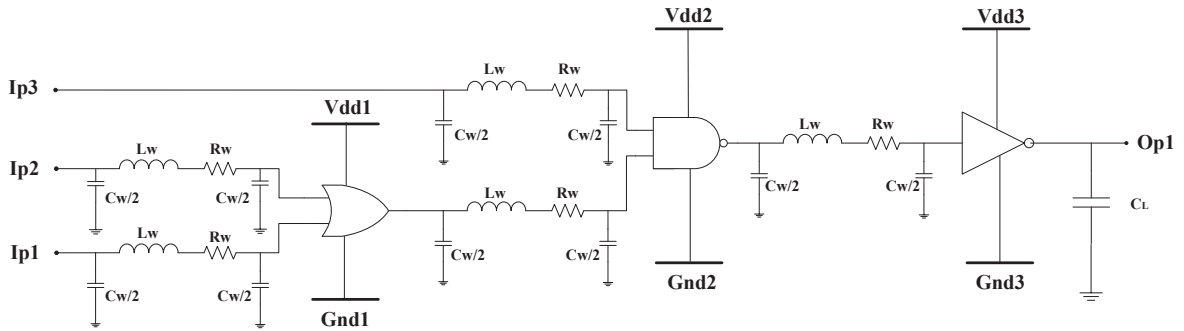 Vdd2
Vdd3
Lw
Rw
Ip3
Vdd1
Cw/2
Cw/2
Lw
Rw
Op1
Lw
Rw
Ip2
Cw/2
Cw/2
Cw/2
Cw/2
Lw
Rw
CL
Lw
Rw
Ip1
Cw/2
Cw/2
Gnd2
Gnd3
Cw/2
Cw/2
Gnd1